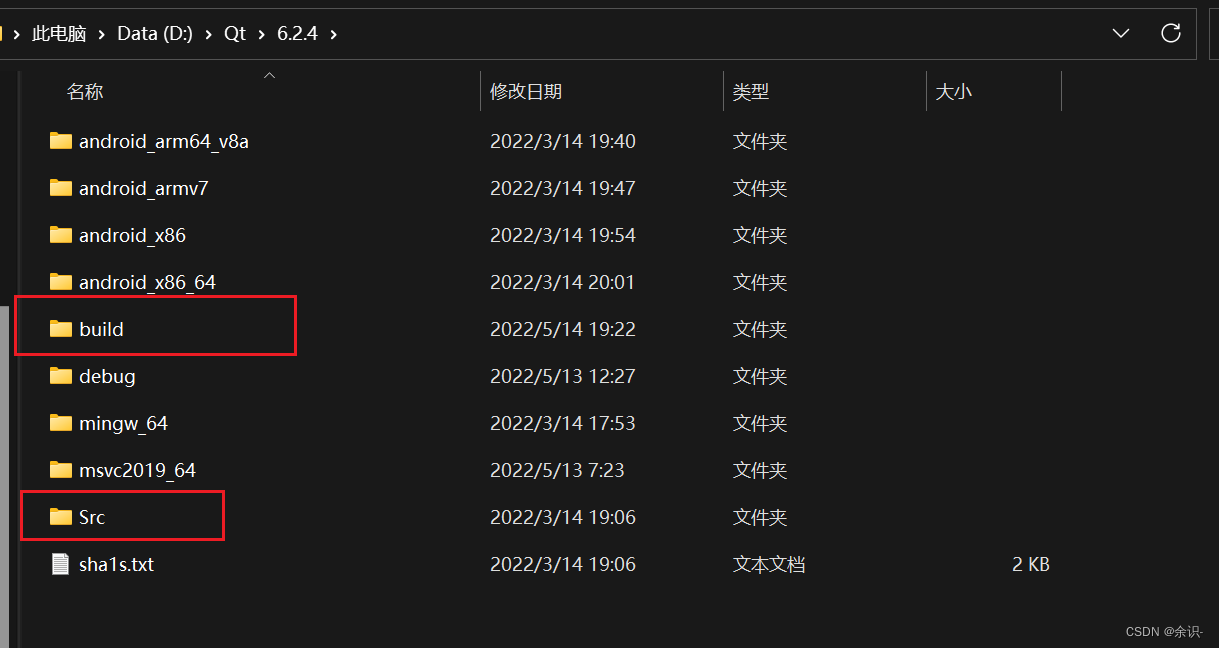 此电脑 › Data (D:) › Qt › 6.2.4 ›
名称 修改日期 类型 大小
android_arm64_v8a 2022/3/14 19:40 文件夹
android_armv7 2022/3/14 19:47 文件夹
android_x86 2022/3/14 19:54 文件夹
android_x86_64 2022/3/14 20:01 文件夹
build 2022/5/14 19:22 文件夹
debug 2022/5/13 12:27 文件夹
mingw_64 2022/3/14 17:53 文件夹
msvc2019_64 2022/5/13 7:23 文件夹
Src 2022/3/14 19:06 文件夹
sha1s.txt 2022/3/14 19:06 文本文档 2 KB
CSDN @余识-